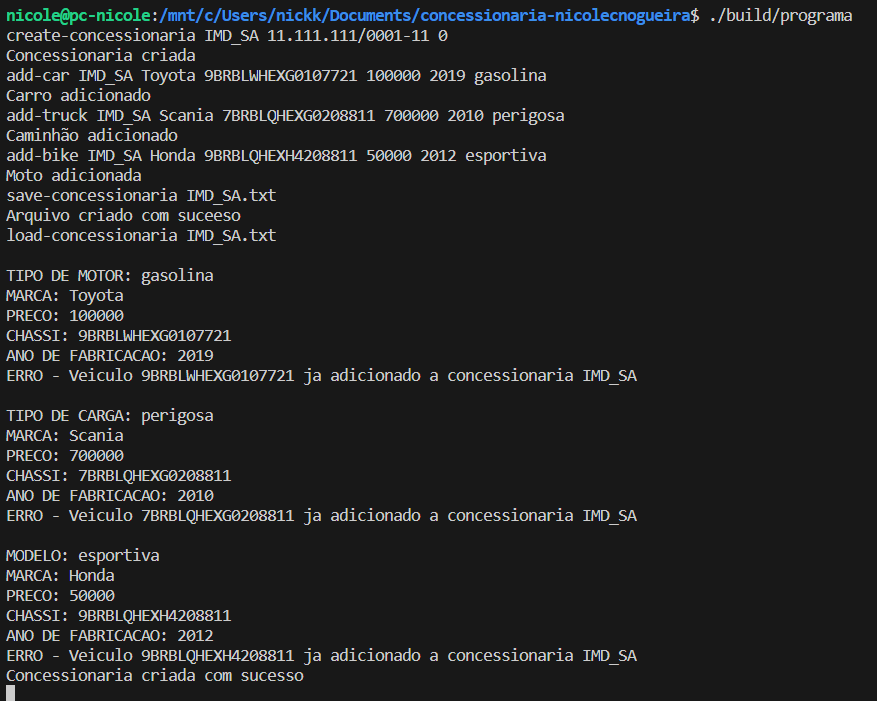 nicole@pc-nicole:/mnt/c/Users/nickk/Documents/concessionaria-nicolecnogueira$ ./build/programa
create-concessionaria IMD_SA 11.111.111/0001-11 0
Concessionaria criada
add-car IMD_SA Toyota 9BRBLWHEXG0107721 100000 2019 gasolina
Carro adicionado
add-truck IMD_SA Scania 7BRBLQHEXG0208811 700000 2010 perigosa
Caminhão adicionado
add-bike IMD_SA Honda 9BRBLQHEXH4208811 50000 2012 esportiva
Moto adicionada
save-concessionaria IMD_SA.txt
Arquivo criado com suceeso
load-concessionaria IMD_SA.txt
TIPO DE MOTOR: gasolina
MARCA: Toyota
PRECO: 100000
CHASSI: 9BRBLWHEXG0107721
ANO DE FABRICACAO: 2019
ERRO - Veiculo 9BRBLWHEXG0107721 ja adicionado a concessionaria IMD_SA
TIPO DE CARGA: perigosa
MARCA: Scania
PRECO: 700000
CHASSI: 7BRBLQHEXG0208811
ANO DE FABRICACAO: 2010
ERRO - Veiculo 7BRBLQHEXG0208811 ja adicionado a concessionaria IMD_SA
MODELO: esportiva
MARCA: Honda
PRECO: 50000
CHASSI: 9BRBLQHEXH4208811
ANO DE FABRICACAO: 2012
ERRO - Veiculo 9BRBLQHEXH4208811 ja adicionado a concessionaria IMD_SA
Concessionaria criada com sucesso